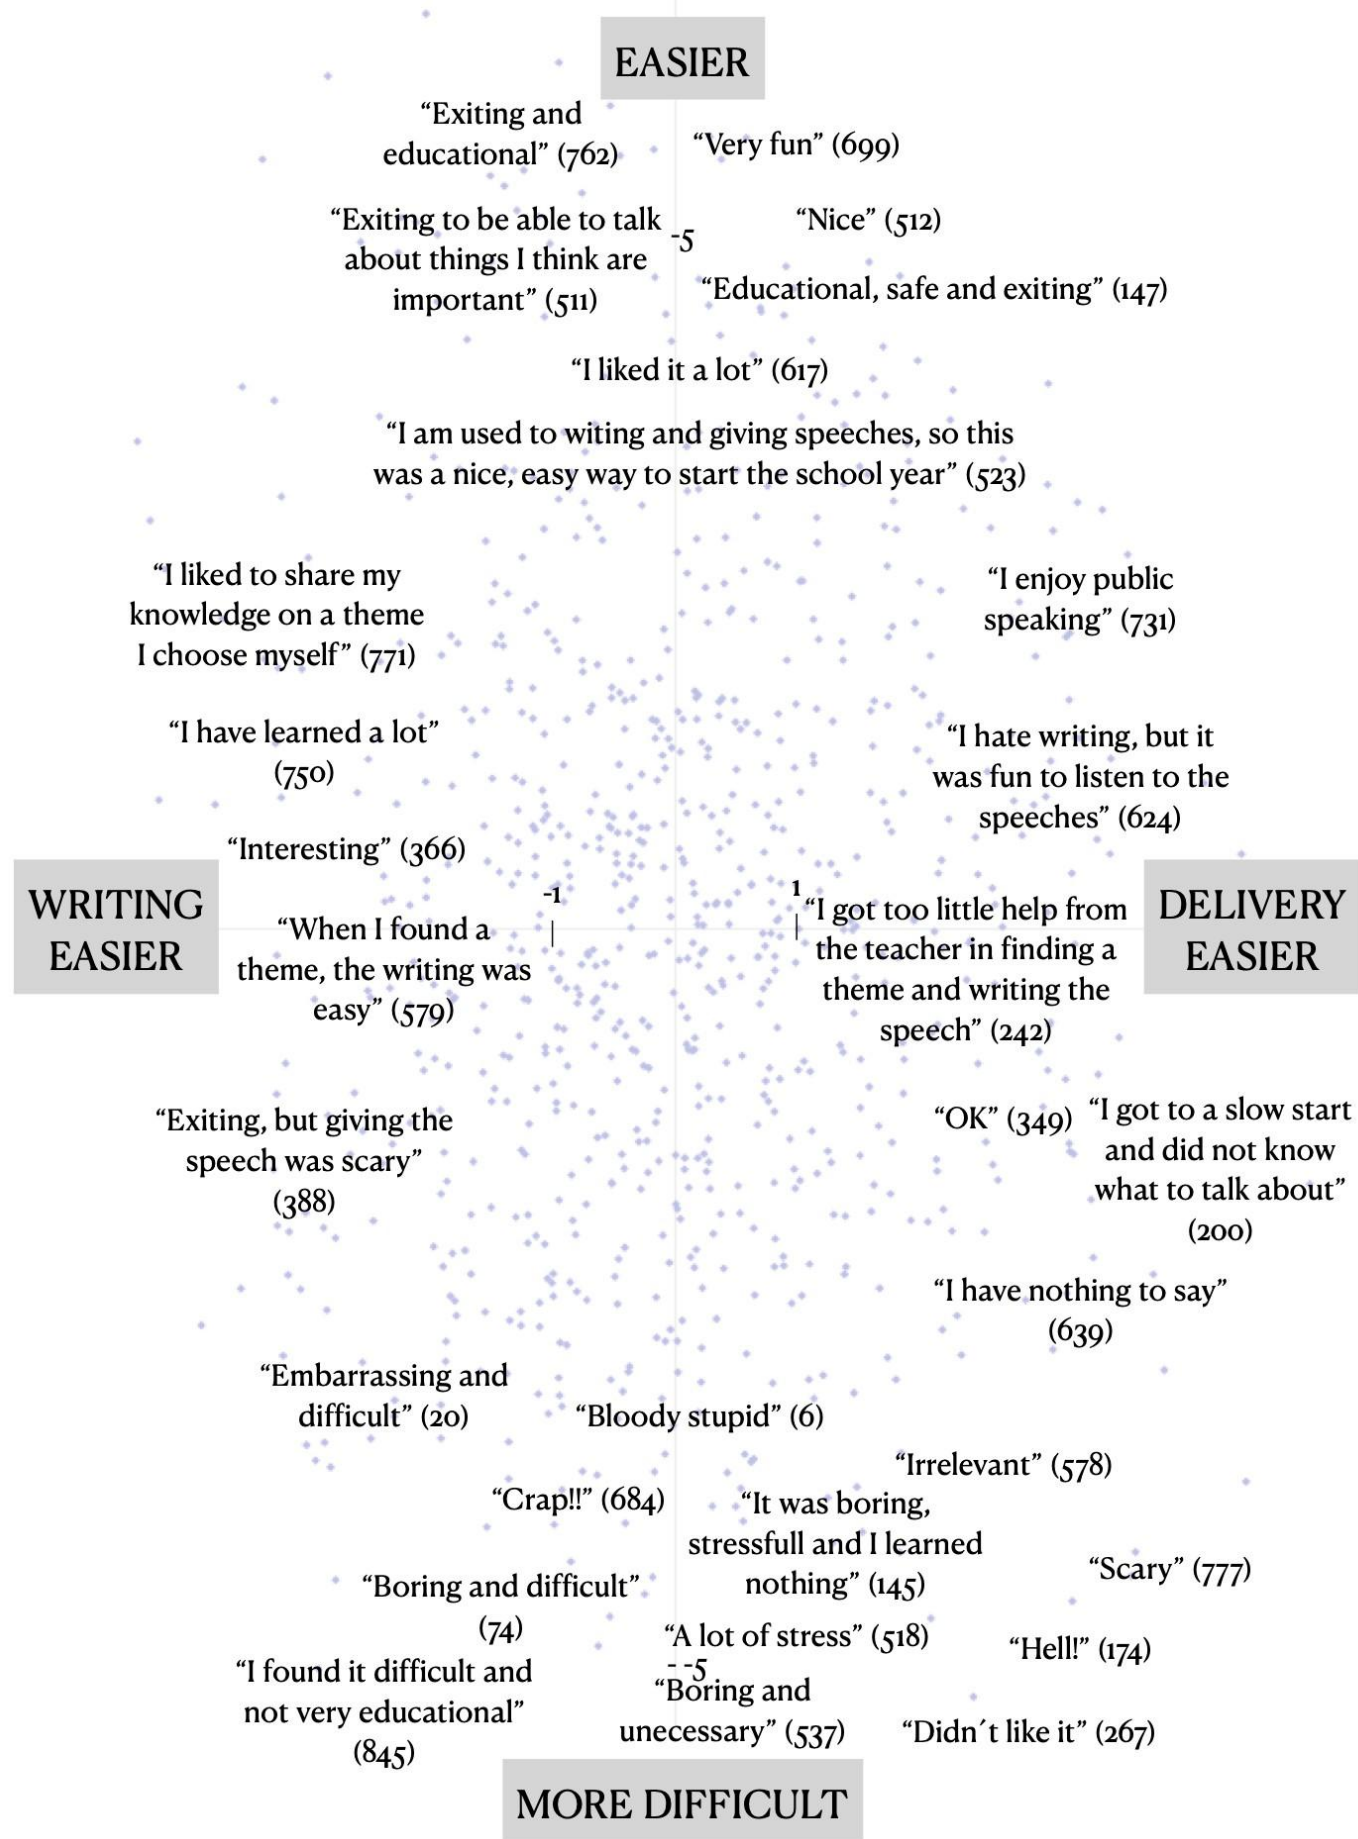 EASIER
“Exiting and
educational” (762)
“Very fun” (699)
“Exiting to be able to talk
about things I think are
important” (511)
-5
“Nice” (512)
“Educational, safe and exiting” (147)
“I liked it a lot” (617)
“I am used to witing and giving speeches, so this
was a nice, easy way to start the school year” (523)
“I liked to share my
knowledge on a theme
I choose myself” (771)
“I enjoy public
speaking” (731)
“I have learned a lot”
(750)
“I hate writing, but it
was fun to listen to the
speeches” (624)
“Interesting” (366)
WRITING
EASIER
-1
1
“When I found a
theme, the writing was
easy” (579)
“I got too little help from
the teacher in finding a
theme and writing the
speech” (242)
DELIVERY
EASIER
“Exiting, but giving the
speech was scary”
(388)
“OK” (349)
“I got to a slow start
and did not know
what to talk about”
(200)
“I have nothing to say”
(639)
“Embarrassing and
difficult” (20)
“Bloody stupid” (6)
“Irrelevant” (578)
“Crap!!” (684)
“It was boring,
stressfull and I learned
nothing” (145)
“Scary” (777)
“Boring and difficult”
(74)
“A lot of stress” (518)
“Hell!” (174)
- -5
“I found it difficult and
not very educational”
(845)
“Boring and
unecessary” (537)
“Didn´t like it” (267)
MORE DIFFICULT